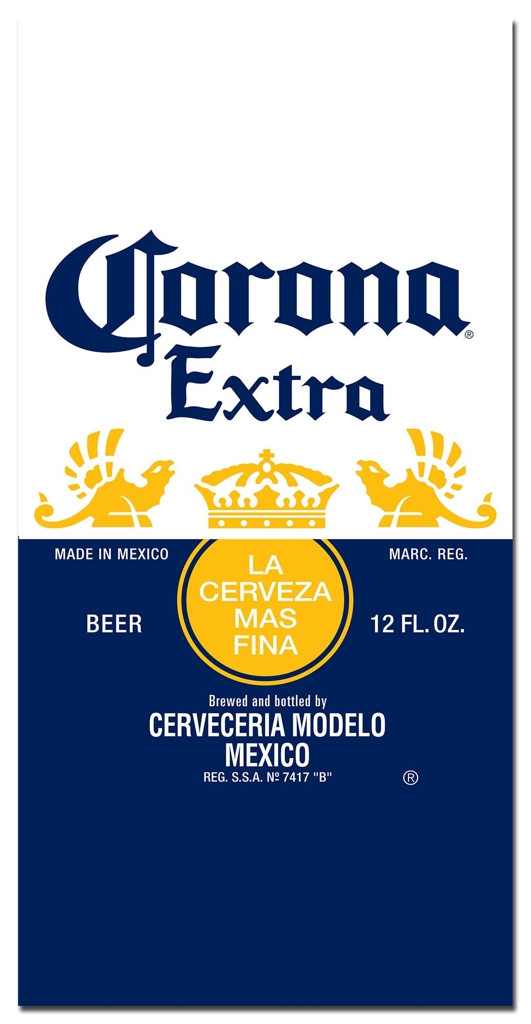 Corona®
Extra
MADE IN MEXICO
MARC. REG.
LA
CERVEZA
MAS
FINA
BEER
12 FL. OZ.
Brewed and bottled by
CERVECERIA MODELO
MEXICO
REG. S.S.A. Nº 7417 "B"
®